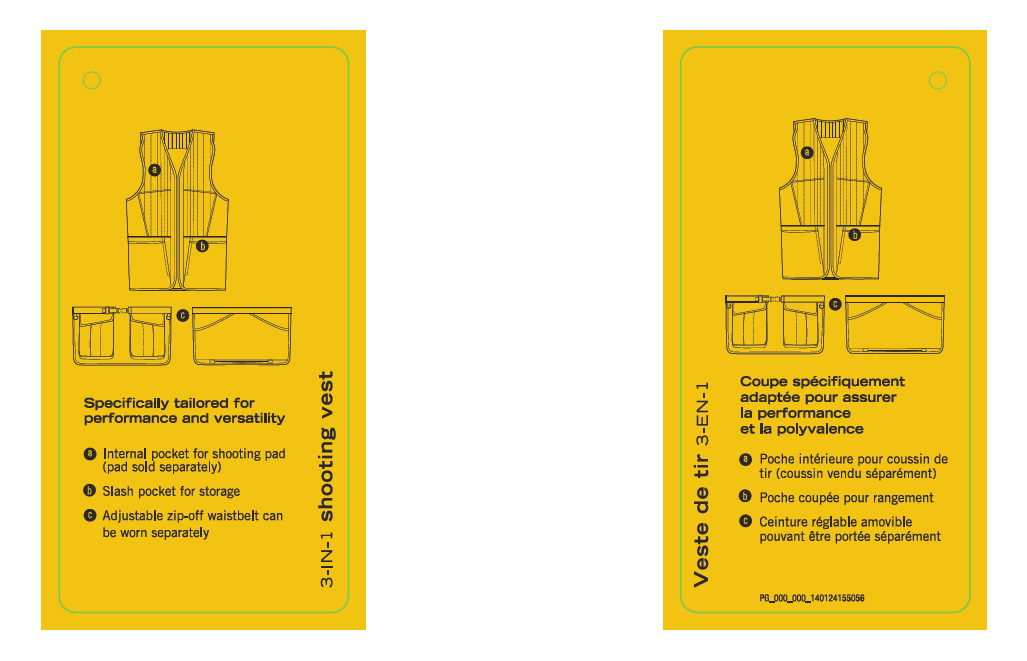 a
b
c
Specifically tailored for
performance and versatility
a Internal pocket for shooting pad
(pad sold separately)
b Slash pocket for storage
c Adjustable zip-off waistbelt can
be worn separately
3-IN-1 shooting vest
a
b
c
Veste de tir 3-EN-1
Coupe spécifiquement
adaptée pour assurer
la performance
et la polyvalence
a Poche intérieure pour coussin de
tir (coussin vendu séparément)
b Poche coupée pour rangement
c Ceinture réglable amovible
pouvant être portée séparément
PG_000_000_140124155056